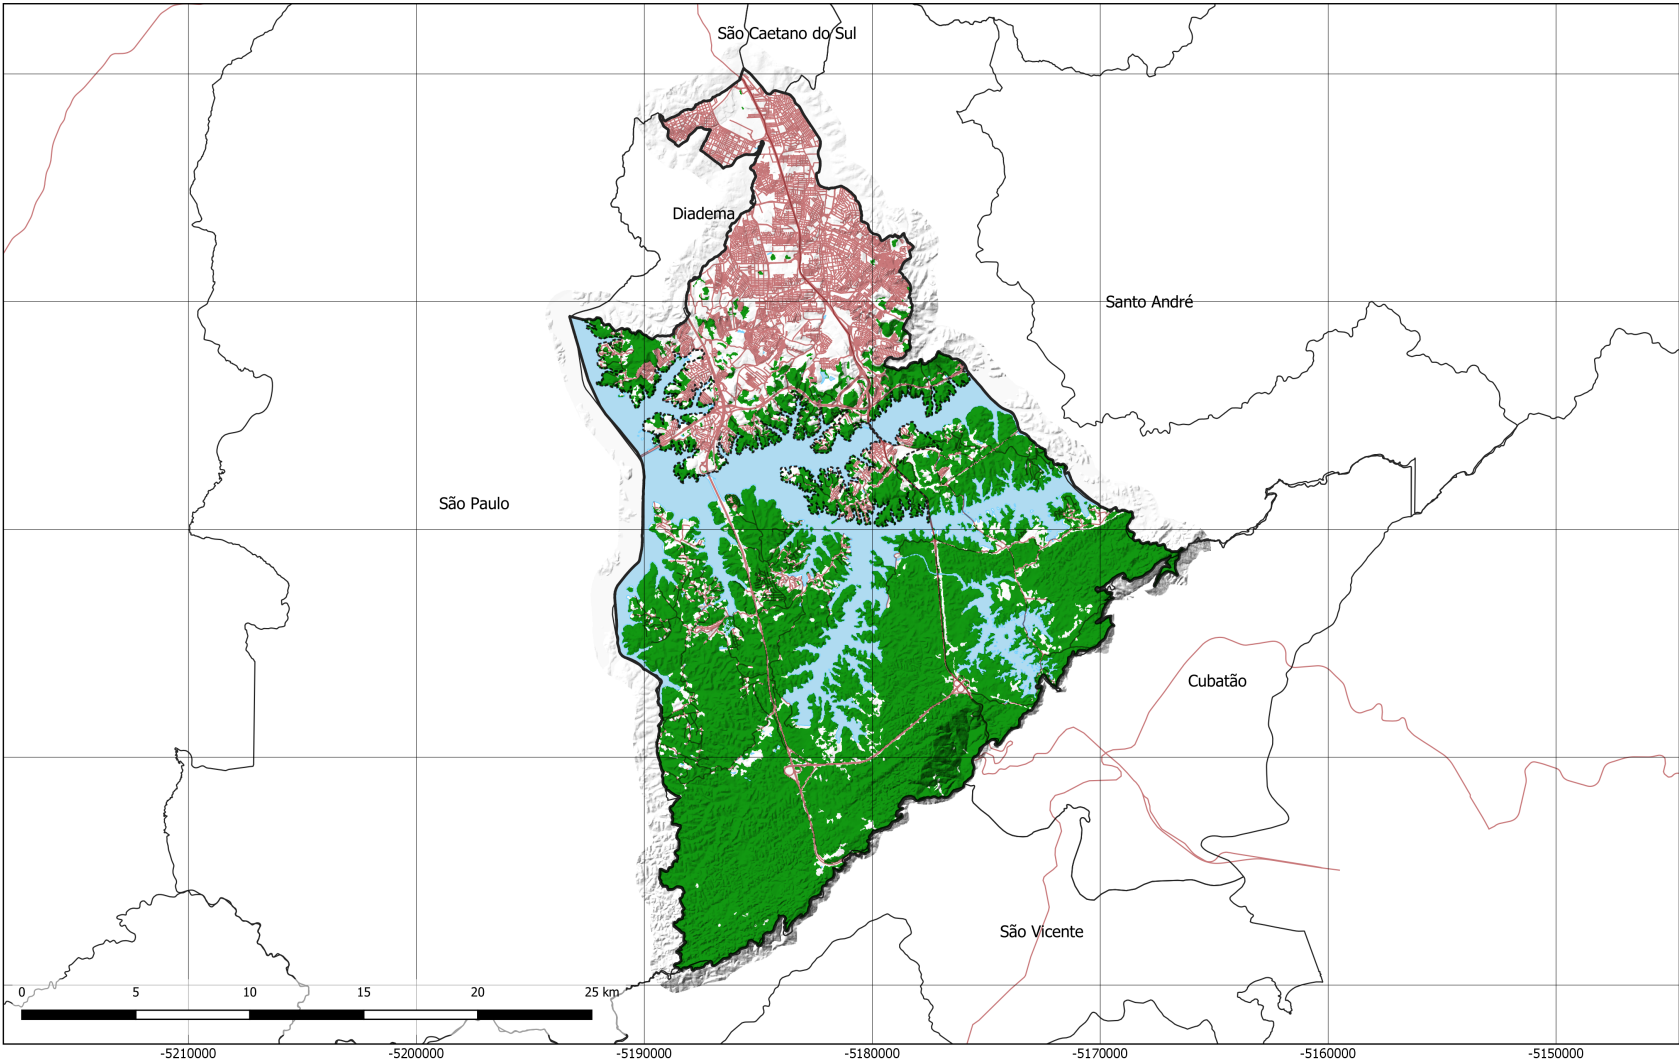 São Caetano do Sul
Diadema
Santo André
São Paulo
Cubatão
São Vicente
0 5 10 15 20 25 km
-5210000 -5200000 -5190000 -5180000 -5170000 -5160000 -5150000